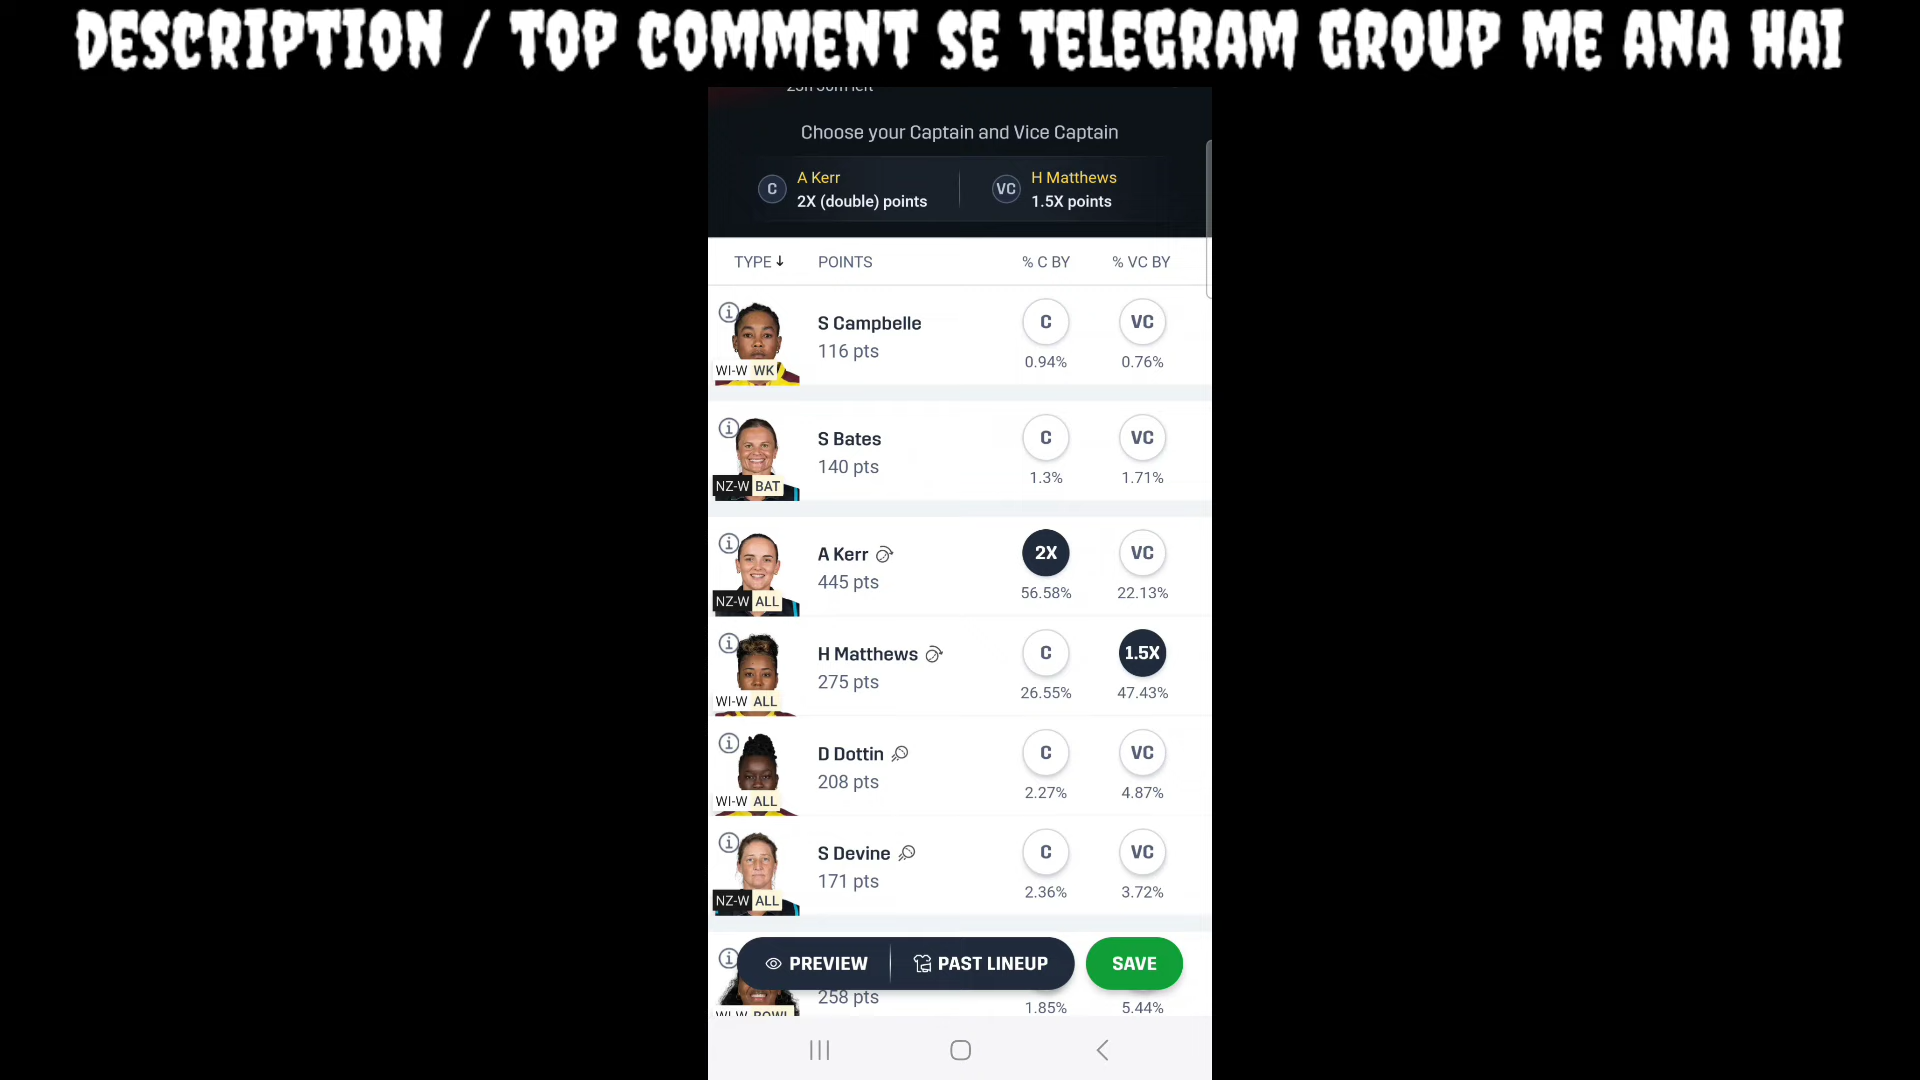 DESCRIPTION / TOP COMMENT SE TELEGRAM GROUP ME ANA HAI
Choose your Captain and Vice Captain
C A Kerr 2X (double) points
VC H Matthews 1.5X points
TYPE ↓ POINTS % C BY % VC BY
S Campbelle C VC
116 pts 0.94% 0.76%
WI-W WK
S Bates C VC
140 pts 1.3% 1.71%
NZ-W BAT
A Kerr 2X VC
445 pts 56.58% 22.13%
NZ-W ALL
H Matthews C 1.5X
275 pts 26.55% 47.43%
WI-W ALL
D Dottin C VC
208 pts 2.27% 4.87%
WI-W ALL
S Devine C VC
171 pts 2.36% 3.72%
NZ-W ALL
PREVIEW PAST LINEUP SAVE
258 pts 1.85% 5.44%
WI-W BOWL